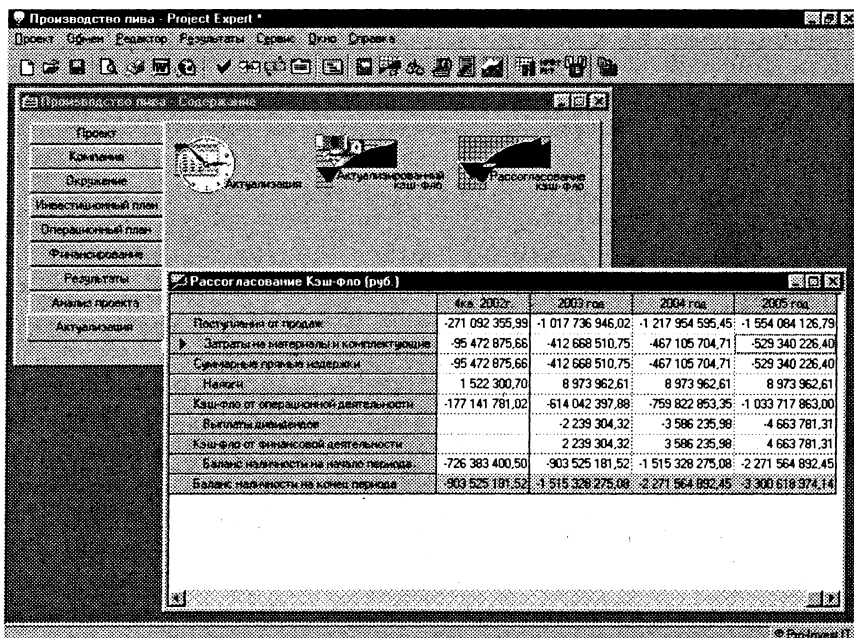 Производство пива - Project Expert *
Проект Обмен Редактор Результаты Сервис Окно Справка
Производство пива - Содержание
Проект
Компания
Окружение
Инвестиционный план
Операционный план
Финансирование
Результаты
Анализ проекта
Актуализация
Актуализация
Актуализированный кэш-фло
Рассогласование кэш-фло
Рассогласование Кэш-Фло (руб.)
4кв. 2002г. 2003 год 2004 год 2005 год
Поступления от продаж -271 092 355,99 -1 017 736 946,02 -1 217 954 595,45 -1 554 084 126,79
Затраты на материалы и комплектующие -95 472 875,66 -412 668 510,75 -467 105 704,71 -529 340 226,40
Суммарные прямые издержки -95 472 875,66 -412 668 510,75 -467 105 704,71 -529 340 226,40
Налоги 1 522 300,70 8 973 962,61 8 973 962,61 8 973 962,61
Кэш-фло от операционной деятельности -177 141 781,02 -614 042 397,88 -759 822 853,35 -1 033 717 863,00
Выплаты дивидендов -2 239 304,32 -3 586 235,98 -4 663 781,31
Кэш-фло от финансовой деятельности 2 239 304,32 3 586 235,98 4 663 781,31
Баланс наличности на начало периода -726 383 400,50 -903 525 181,52 -1 515 328 275,08 -2 271 564 892,45
Баланс наличности на конец периода -903 525 181,52 -1 515 328 275,08 -2 271 564 892,45 -3 300 618 974,14